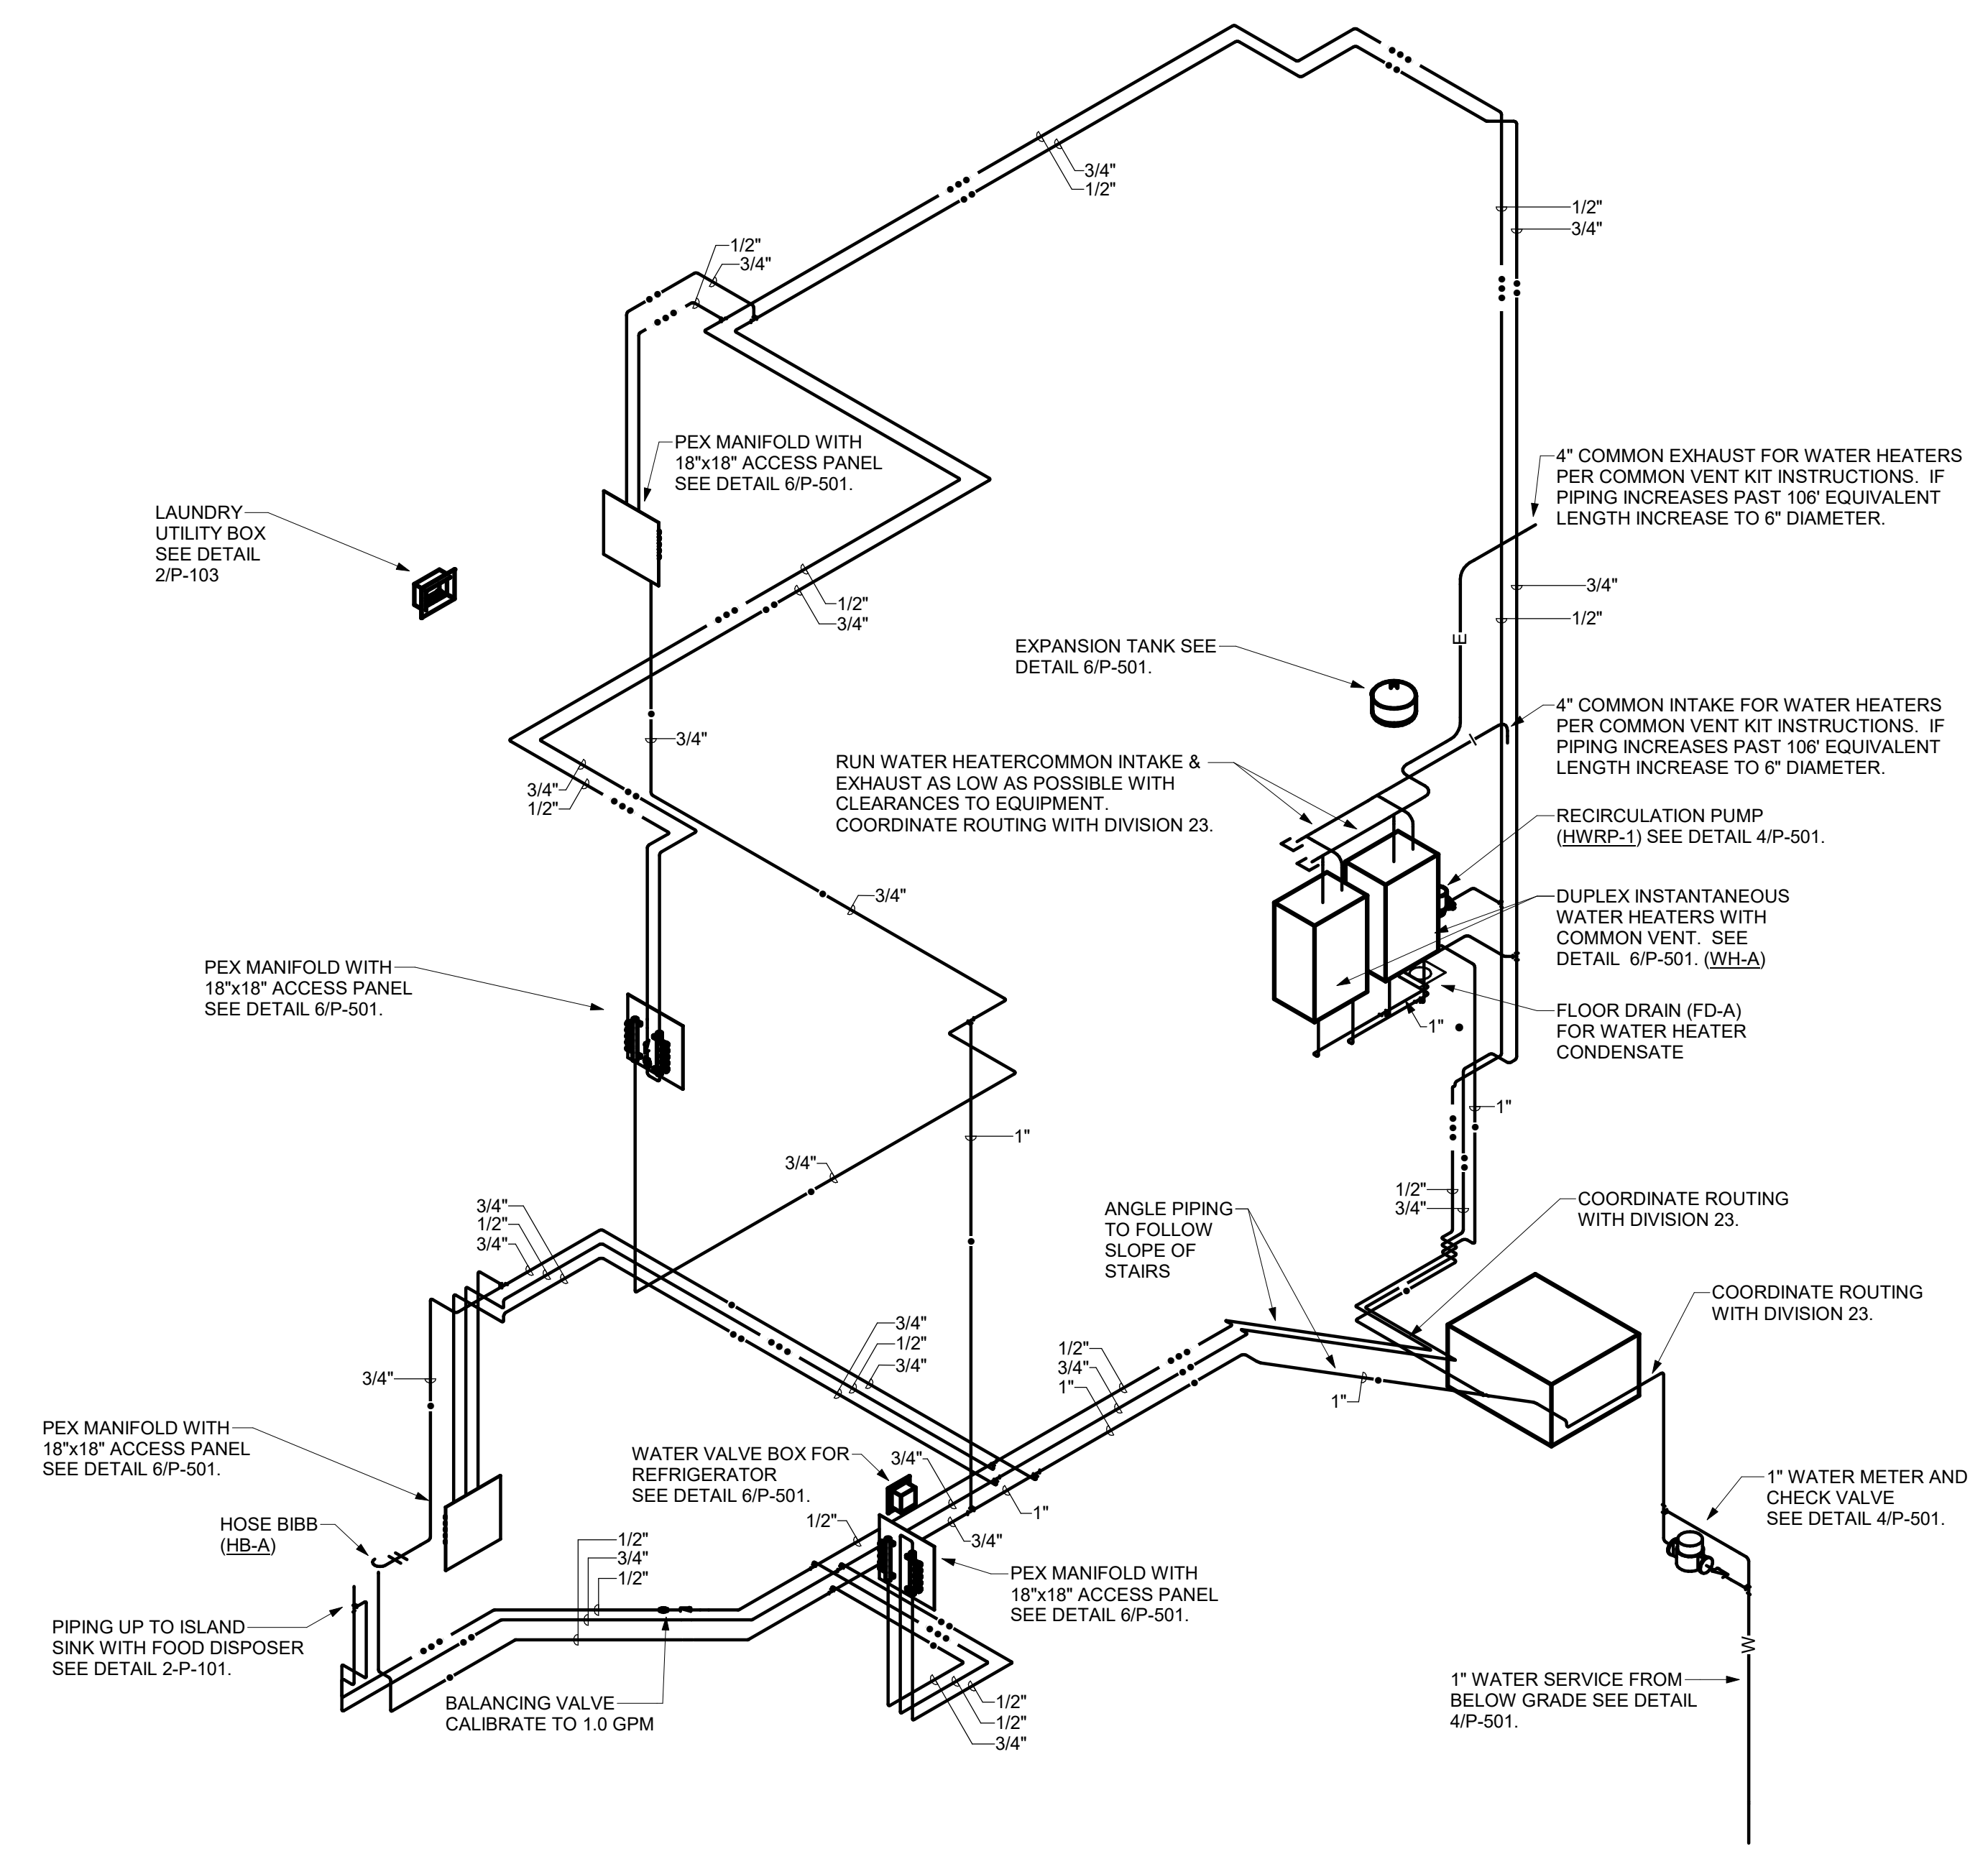 3/4"
1/2"
1/2"
3/4"
1/2"
3/4"
PEX MANIFOLD WITH
18"x18" ACCESS PANEL
SEE DETAIL 6/P-501.
4" COMMON EXHAUST FOR WATER HEATERS
PER COMMON VENT KIT INSTRUCTIONS.  IF
PIPING INCREASES PAST 106' EQUIVALENT
LENGTH INCREASE TO 6" DIAMETER.
LAUNDRY
UTILITY BOX
SEE DETAIL
2/P-103
3/4"
1/2"
1/2"
3/4"
E
EXPANSION TANK SEE
DETAIL 6/P-501.
4" COMMON INTAKE FOR WATER HEATERS
PER COMMON VENT KIT INSTRUCTIONS.  IF
PIPING INCREASES PAST 106' EQUIVALENT
LENGTH INCREASE TO 6" DIAMETER.
I
3/4"
RUN WATER HEATERCOMMON INTAKE &
EXHAUST AS LOW AS POSSIBLE WITH
CLEARANCES TO EQUIPMENT.
COORDINATE ROUTING WITH DIVISION 23.
3/4"
1/2"
RECIRCULATION PUMP
(HWRP-1) SEE DETAIL 4/P-501.
3/4"
DUPLEX INSTANTANEOUS
WATER HEATERS WITH
COMMON VENT.  SEE
DETAIL  6/P-501. (WH-A)
PEX MANIFOLD WITH
18"x18" ACCESS PANEL
SEE DETAIL 6/P-501.
FLOOR DRAIN (FD-A)
FOR WATER HEATER
CONDENSATE
1"
1"
1"
3/4"
1/2"
3/4"
COORDINATE ROUTING
WITH DIVISION 23.
ANGLE PIPING
TO FOLLOW
SLOPE OF
STAIRS
3/4"
1/2"
3/4"
COORDINATE ROUTING
WITH DIVISION 23.
3/4"
1/2"
3/4"
1/2"
3/4"
1"
3/4"
1"
PEX MANIFOLD WITH
18"x18" ACCESS PANEL
SEE DETAIL 6/P-501.
WATER VALVE BOX FOR
REFRIGERATOR
SEE DETAIL 6/P-501.
3/4"
1"
1" WATER METER AND
CHECK VALVE
SEE DETAIL 4/P-501.
HOSE BIBB
(HB-A)
1/2"
3/4"
1/2"
3/4"
1/2"
PEX MANIFOLD WITH
18"x18" ACCESS PANEL
SEE DETAIL 6/P-501.
PIPING UP TO ISLAND
SINK WITH FOOD DISPOSER
SEE DETAIL 2-P-101.
W
BALANCING VALVE
CALIBRATE TO 1.0 GPM
1/2"
1/2"
3/4"
1" WATER SERVICE FROM
BELOW GRADE SEE DETAIL
4/P-501.